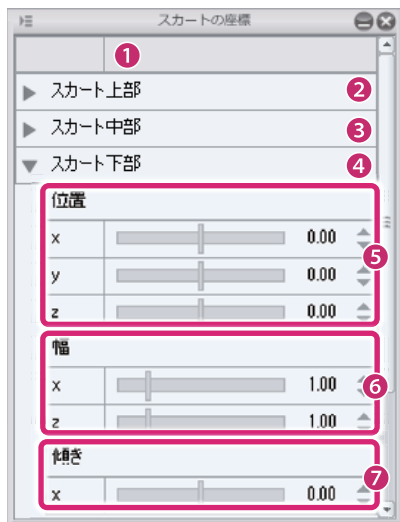 スカートの座標
1
スカート上部 2
スカート中部 3
スカート下部 4
位置
x 0.00
5
y 0.00
z 0.00
幅
x 1.00 6
z 1.00
傾き
7
x 0.00